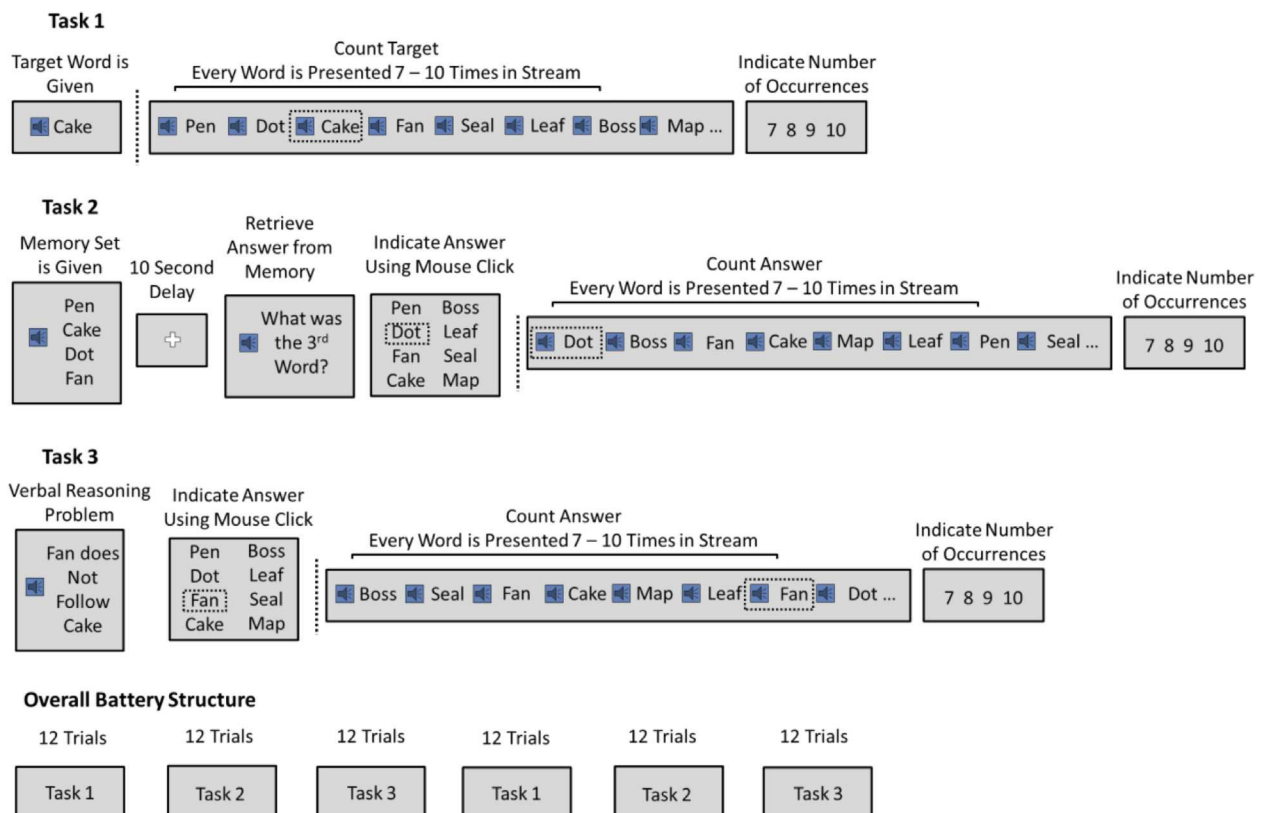 Task 1
Target Word is
Given
Cake
Count Target
Every Word is Presented 7 – 10 Times in Stream
Pen Dot Cake Fan Seal Leaf Boss Map ...
Indicate Number
of Occurrences
7 8 9 10
Task 2
Memory Set
is Given
Pen
Cake
Dot
Fan
10 Second
Delay
Retrieve
Answer from
Memory
What was
the 3rd
Word?
Indicate Answer
Using Mouse Click
Pen Boss
Dot Leaf
Fan Seal
Cake Map
Count Answer
Every Word is Presented 7 – 10 Times in Stream
Dot Boss Fan Cake Map Leaf Pen Seal ...
Indicate Number
of Occurrences
7 8 9 10
Task 3
Verbal Reasoning
Problem
Fan does
Not
Follow
Cake
Indicate Answer
Using Mouse Click
Pen Boss
Dot Leaf
Fan Seal
Cake Map
Count Answer
Every Word is Presented 7 – 10 Times in Stream
Boss Seal Fan Cake Map Leaf Fan Dot ...
Indicate Number
of Occurrences
7 8 9 10
Overall Battery Structure
12 Trials 12 Trials 12 Trials 12 Trials 12 Trials 12 Trials
Task 1 Task 2 Task 3 Task 1 Task 2 Task 3